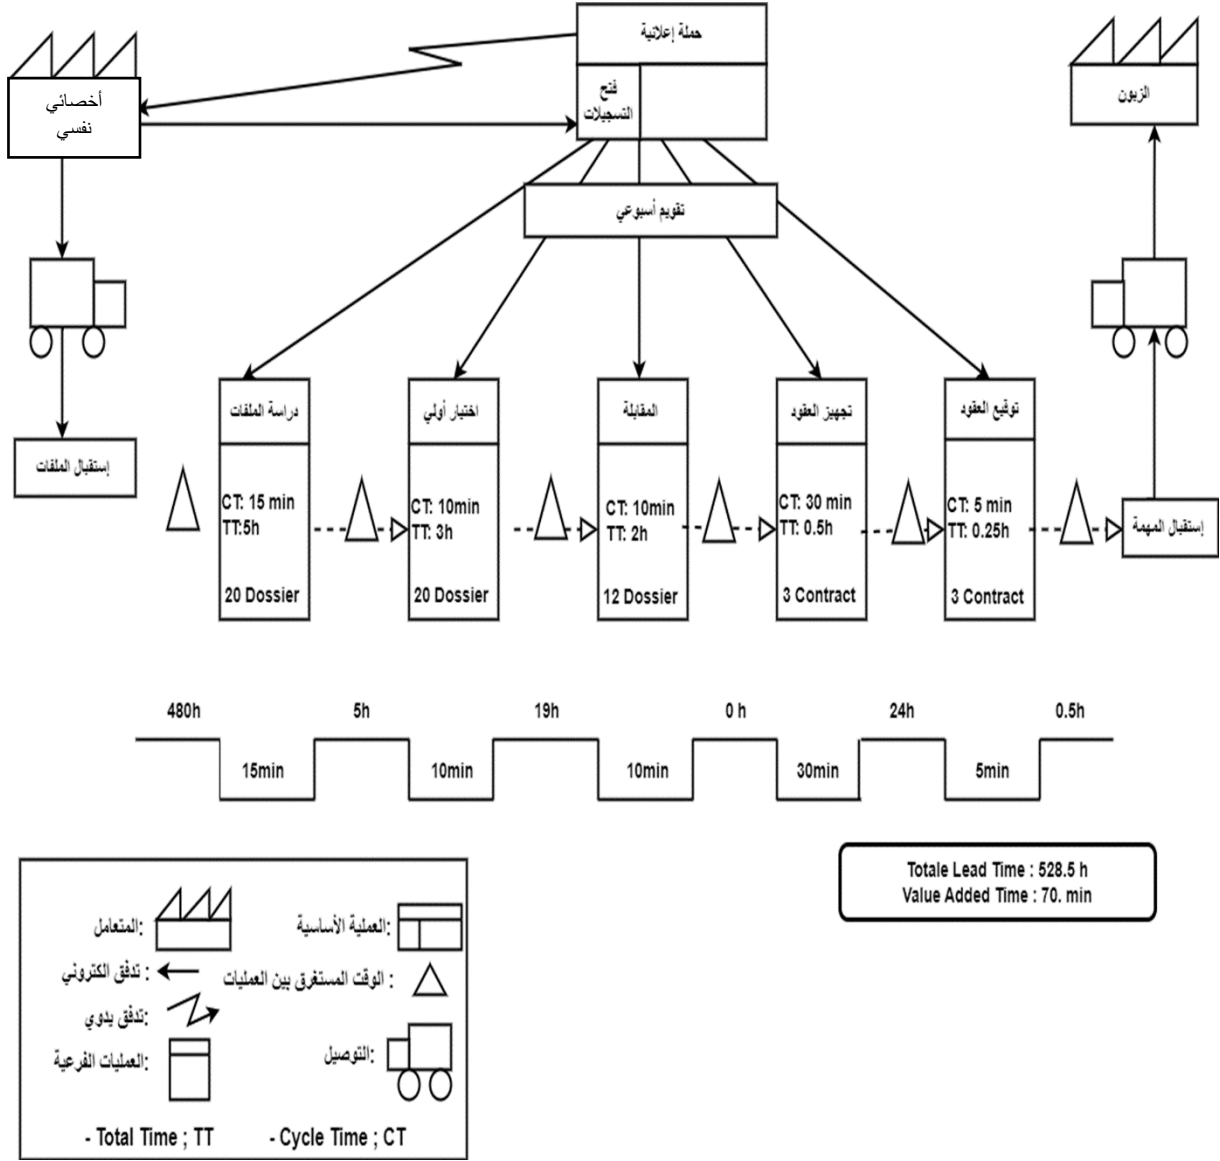 حملة إعلانية
فتح
التسجيلات
أخصائي
نفسي
الزبون
تقويم أسبوعي
إستقبال الملفات
دراسة الملفات
CT: 15 min
TT:5h
20 Dossier
اختيار أولي
CT: 10min
TT: 3h
20 Dossier
المقابلة
CT: 10min
TT: 2h
12 Dossier
تجهيز العقود
CT: 30 min
TT: 0.5h
3 Contract
توقيع العقود
CT: 5 min
TT: 0.25h
3 Contract
إستقبال المهمة
480h
5h
19h
0 h
24h
0.5h
15min
10min
10min
30min
5min
Totale Lead Time : 528.5 h
Value Added Time : 70. min
العملية الأساسية:
المتعامل:
الوقت المستغرق بين العمليات :
تدفق الكتروني :
تدفق يدوي:
التوصيل:
العمليات الفرعية:
- Total Time ; TT
- Cycle Time ; CT